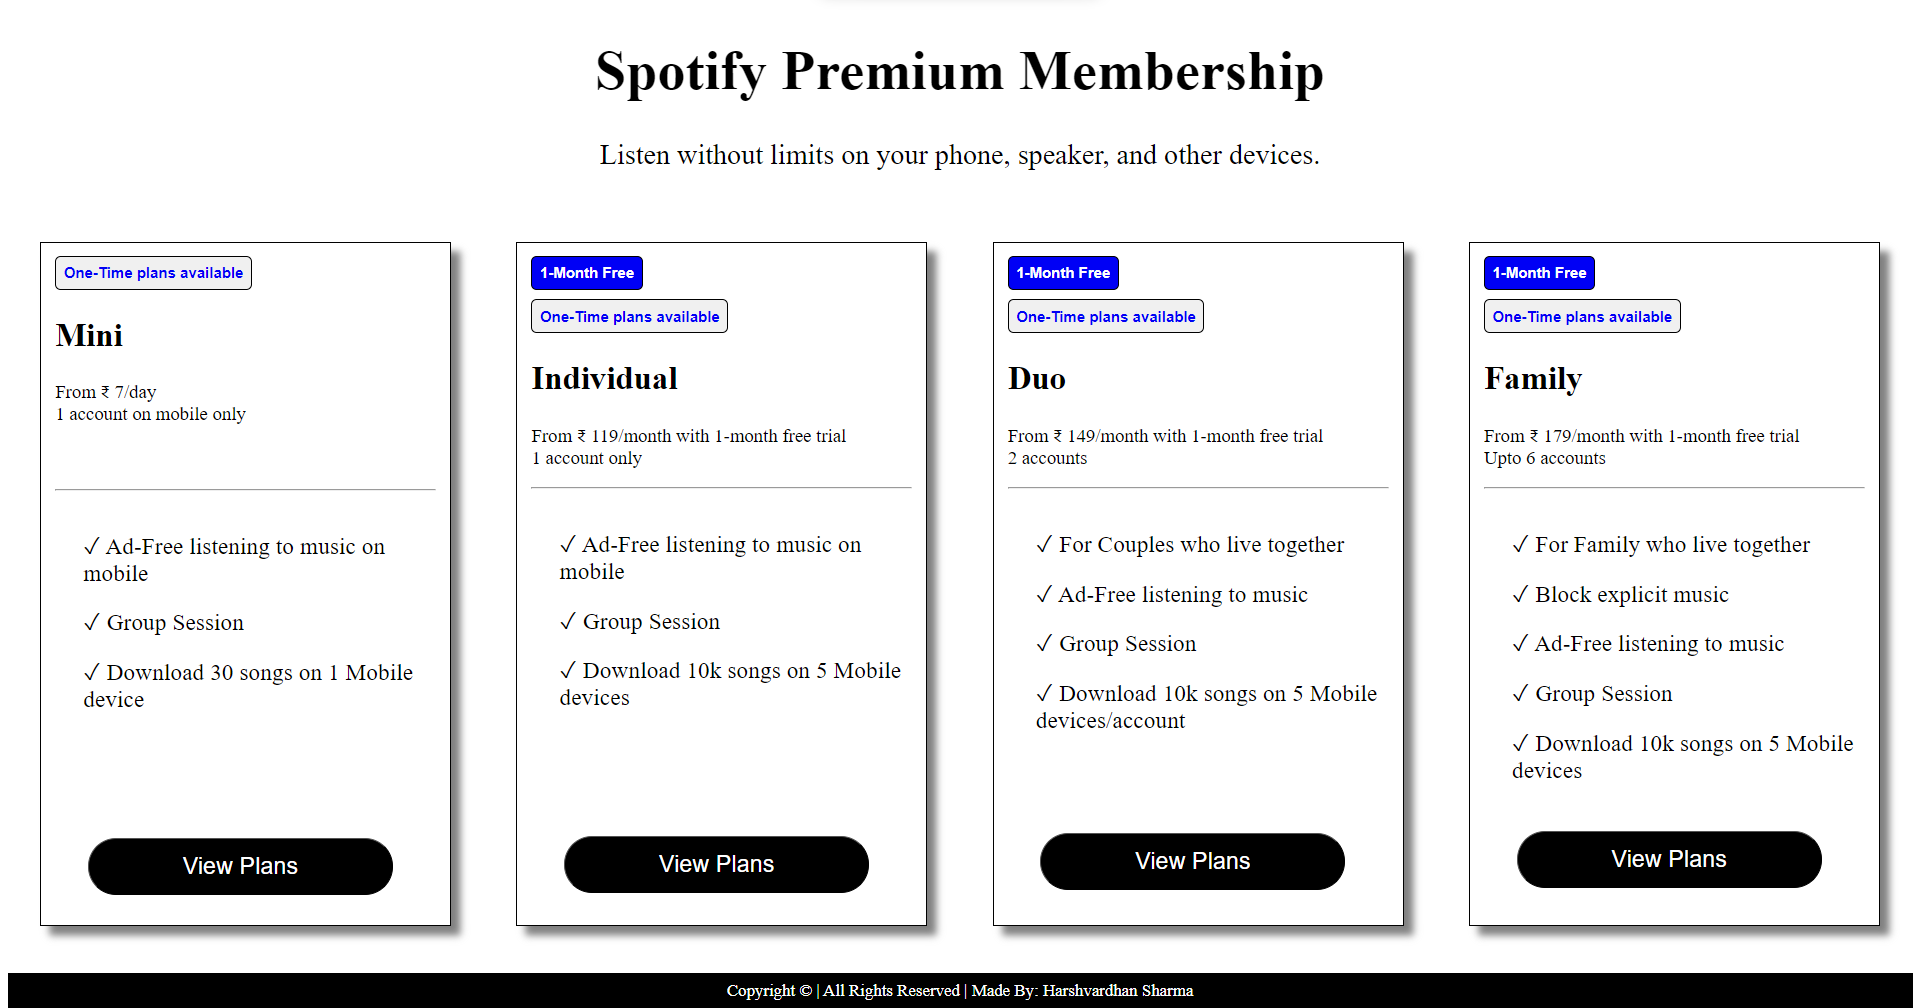 Spotify Premium Membership
Listen without limits on your phone, speaker, and other devices.
One-Time plans available
Mini
From ₹ 7/day
1 account on mobile only
✓ Ad-Free listening to music on
mobile
✓ Group Session
✓ Download 30 songs on 1 Mobile
device
View Plans
1-Month Free
One-Time plans available
Individual
From ₹ 119/month with 1-month free trial
1 account only
✓ Ad-Free listening to music on
mobile
✓ Group Session
✓ Download 10k songs on 5 Mobile
devices
View Plans
1-Month Free
One-Time plans available
Duo
From ₹ 149/month with 1-month free trial
2 accounts
✓ For Couples who live together
✓ Ad-Free listening to music
✓ Group Session
✓ Download 10k songs on 5 Mobile
devices/account
View Plans
1-Month Free
One-Time plans available
Family
From ₹ 179/month with 1-month free trial
Upto 6 accounts
✓ For Family who live together
✓ Block explicit music
✓ Ad-Free listening to music
✓ Group Session
✓ Download 10k songs on 5 Mobile
devices
View Plans
Copyright © | All Rights Reserved | Made By: Harshvardhan Sharma